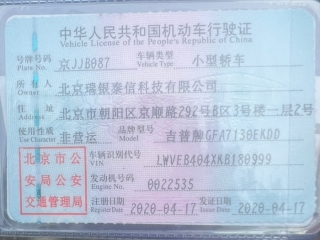 中华人民共和国机动车行驶证
Vehicle License of the People's Republic of China
号牌号码 京JJB087 车辆类型 小型轿车
Plate No. Vehicle Type
所有人 北京瑞银泰信科技有限公司
Owner
住址 北京市朝阳区京顺路292号B区3号楼一层2号
Address
使用性质 非营运 品牌型号 吉普牌GFA7130EKDD
Use Character Model
北京市公安局公安交通管理局
车辆识别代号 LWVEB404XKB180999
VIN
发动机号码 0022535
Engine No.
注册日期 2020-04-17 发证日期 2020-04-17
Register Date Issue Date